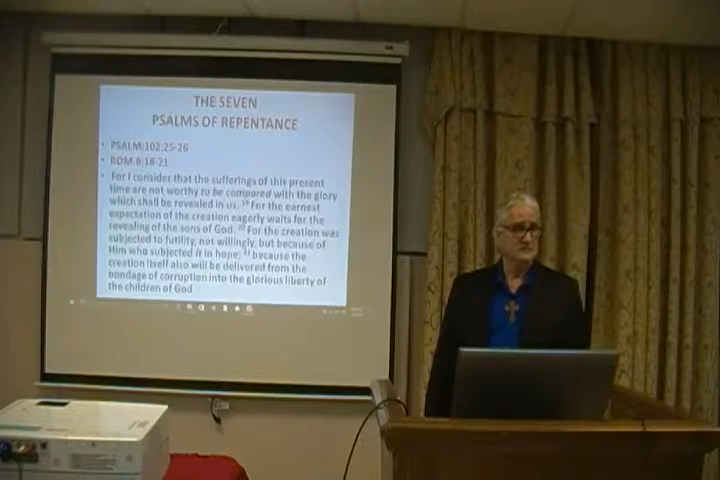 THE SEVEN
PSALMS OF REPENTANCE
• PSALM:102:25-26
• ROM.8:18-21
• For I consider that the sufferings of this present
time are not worthy to be compared with the glory
which shall be revealed in us. 19 For the earnest
expectation of the creation eagerly waits for the
revealing of the sons of God. 20 For the creation was
subjected to futility, not willingly, but because of
Him who subjected it in hope; 21 because the
creation itself also will be delivered from the
bondage of corruption into the glorious liberty of
the children of God